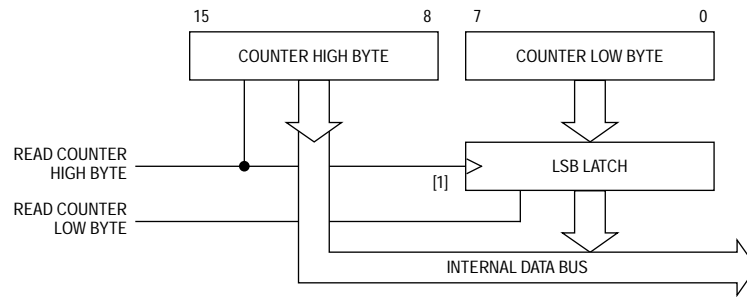 15 8 7 0
COUNTER HIGH BYTE COUNTER LOW BYTE
READ COUNTER
HIGH BYTE
[1]
LSB LATCH
READ COUNTER
LOW BYTE
INTERNAL DATA BUS